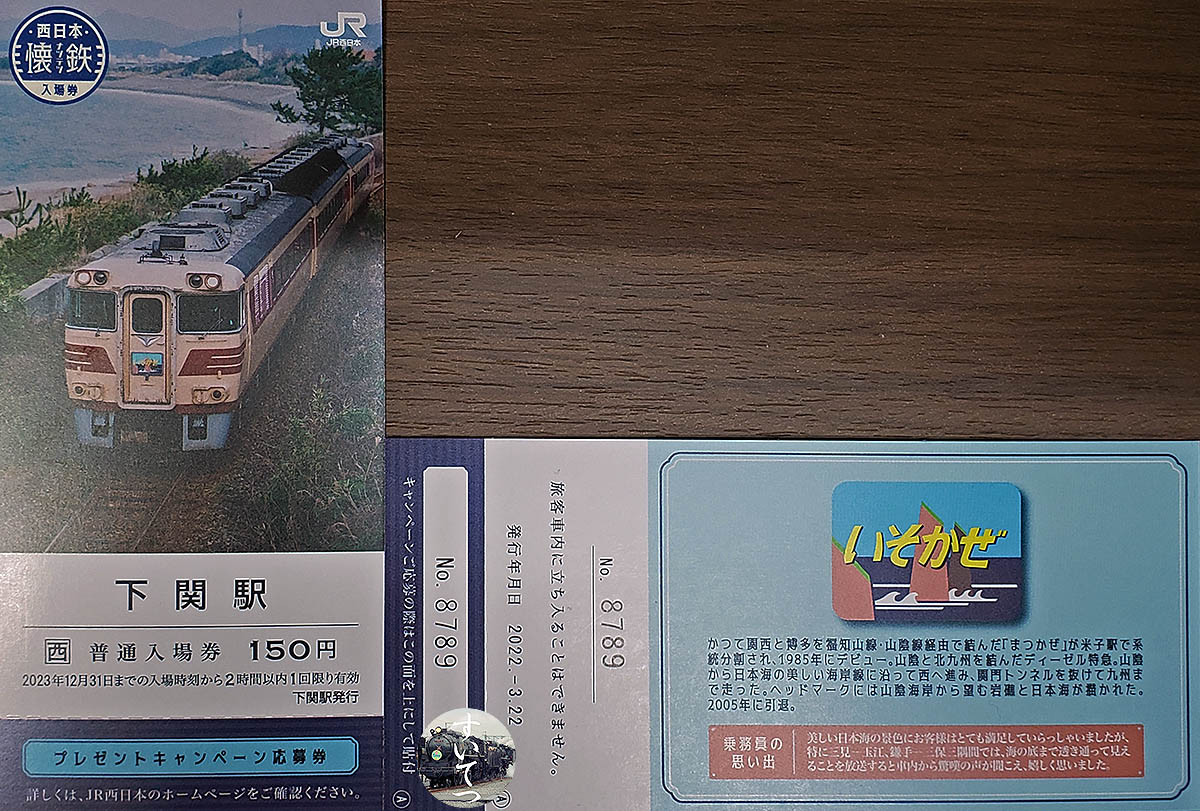 西日本
懐鉄
ナツテツ
入場券
JR
JR西日本
下関駅
西 普通入場券 150円
2023年12月31日までの入場時刻から2時間以内1回限り有効
下関駅発行
プレゼントキャンペーン応募券
詳しくは、JR西日本のホームページをご確認ください。
キャンペーンご応募の際はこの面を上にして貼付
No. 8789
A
発行年月日 2022.-3.22
旅客車内に立ち入ることはできません。
No. 8789
A
すいてつ
いそかぜ
かつて関西と博多を福知山線・山陰線経由で結んだ「まつかぜ」が米子駅で系
統分割され、1985年にデビュー。山陰と北九州を結んだディーゼル特急。山陰
から日本海の美しい海岸線に沿って西へ進み、関門トンネルを抜けて九州ま
で走った。ヘッドマークには山陰海岸から望む岩礁と日本海が描かれた。
2005年に引退。
乗務員の
思い出
美しい日本海の景色にお客様はとても満足していらっしゃいましたが、
特に三見―玉江、鎌手―三保三隅間では、海の底まで透き通って見え
ることを放送すると車内から驚嘆の声が聞こえ、嬉しく思いました。